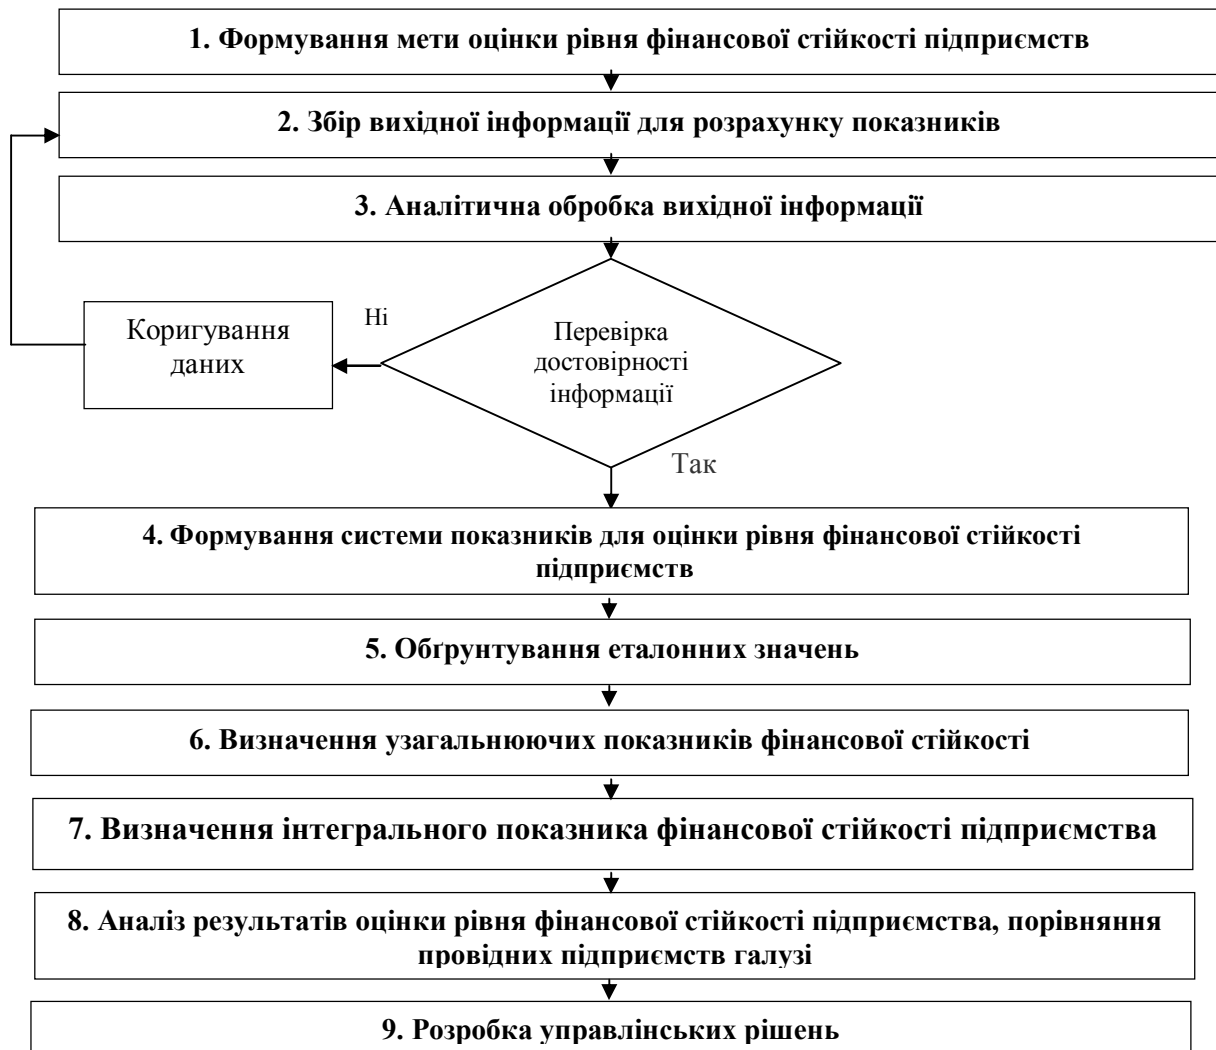 1. Формування мети оцінки рівня фінансової стійкості підприємств
2. Збір вихідної інформації для розрахунку показників
3. Аналітична обробка вихідної інформації
Коригування
даних
Ні
Перевірка
достовірності
інформації
Так
4. Формування системи показників для оцінки рівня фінансової стійкості
підприємств
5. Обґрунтування еталонних значень
6. Визначення узагальнюючих показників фінансової стійкості
7. Визначення інтегрального показника фінансової стійкості підприємства
8. Аналіз результатів оцінки рівня фінансової стійкості підприємства, порівняння
провідних підприємств галузі
9. Розробка управлінських рішень